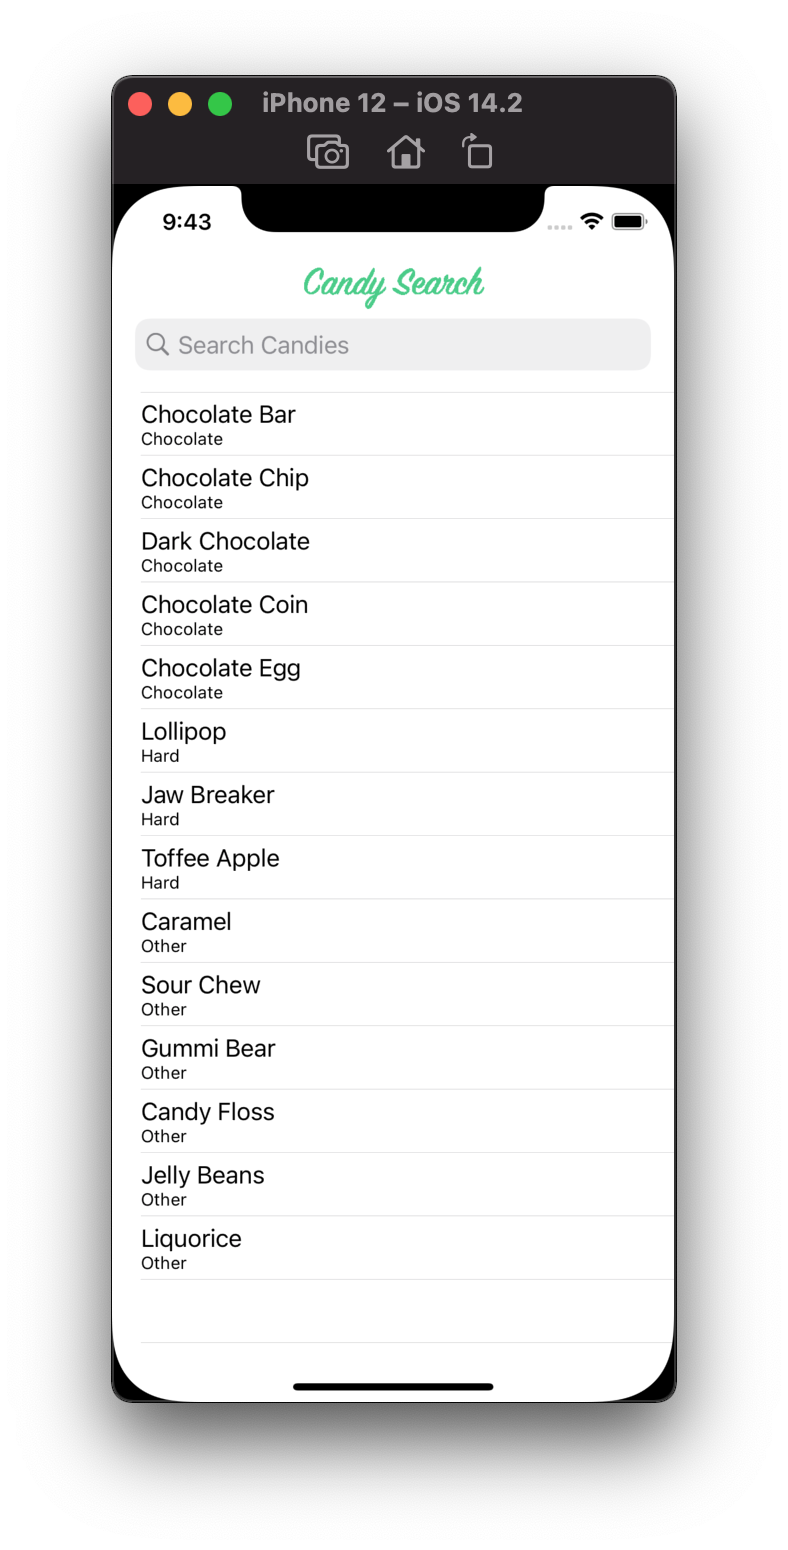 iPhone 12 – iOS 14.2
9:43
Candy Search
Search Candies
Chocolate Bar
Chocolate
Chocolate Chip
Chocolate
Dark Chocolate
Chocolate
Chocolate Coin
Chocolate
Chocolate Egg
Chocolate
Lollipop
Hard
Jaw Breaker
Hard
Toffee Apple
Hard
Caramel
Other
Sour Chew
Other
Gummi Bear
Other
Candy Floss
Other
Jelly Beans
Other
Liquorice
Other